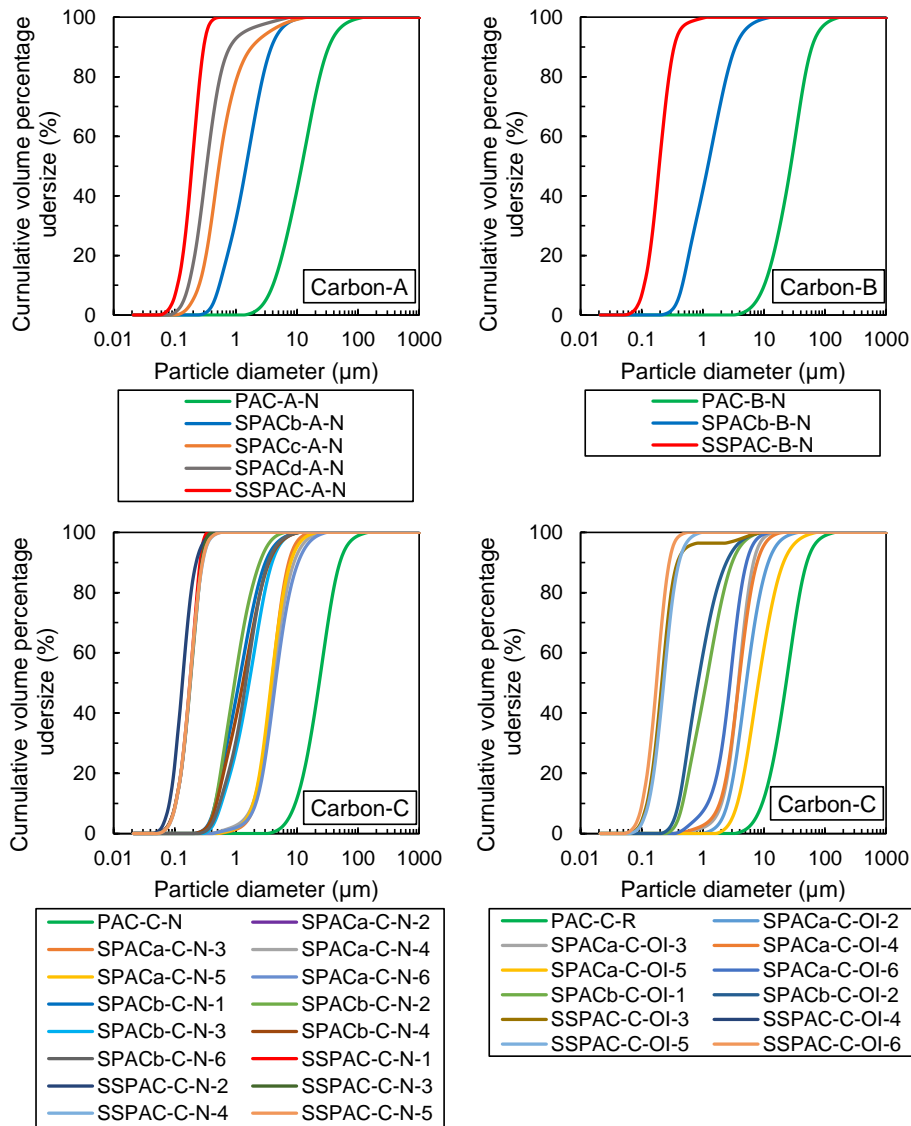 Cumulative volume percentage
udersize (%)
100
80
60
40
20
0
Carbon-A
0.01 0.1 1 10 100 1000
Particle diameter (µm)
PAC-A-N
SPACb-A-N
SPACc-A-N
SPACd-A-N
SSPAC-A-N
Cumulative volume percentage
udersize (%)
100
80
60
40
20
0
Carbon-B
0.01 0.1 1 10 100 1000
Particle diameter (µm)
PAC-B-N
SPACb-B-N
SSPAC-B-N
Cumulative volume percentage
udersize (%)
100
80
60
40
20
0
Carbon-C
0.01 0.1 1 10 100 1000
Particle diameter (µm)
PAC-C-N SPACa-C-N-2
SPACa-C-N-3 SPACa-C-N-4
SPACa-C-N-5 SPACa-C-N-6
SPACb-C-N-1 SPACb-C-N-2
SPACb-C-N-3 SPACb-C-N-4
SPACb-C-N-6 SSPAC-C-N-1
SSPAC-C-N-2 SSPAC-C-N-3
SSPAC-C-N-4 SSPAC-C-N-5
Cumulative volume percentage
udersize (%)
100
80
60
40
20
0
Carbon-C
0.01 0.1 1 10 100 1000
Particle diameter (µm)
PAC-C-R SPACa-C-OI-2
SPACa-C-OI-3 SPACa-C-OI-4
SPACa-C-OI-5 SPACa-C-OI-6
SPACb-C-OI-1 SPACb-C-OI-2
SSPAC-C-OI-3 SSPAC-C-OI-4
SSPAC-C-OI-5 SSPAC-C-OI-6